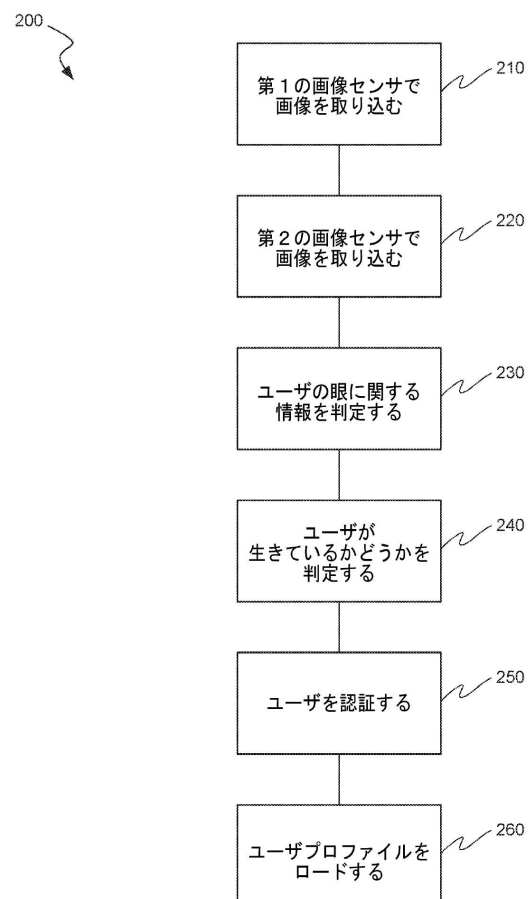 200
第１の画像センサで
画像を取り込む
210
第２の画像センサで
画像を取り込む
220
ユーザの眼に関する
情報を判定する
230
ユーザが
生きているかどうかを
判定する
240
ユーザを認証する
250
ユーザプロファイルを
ロードする
260